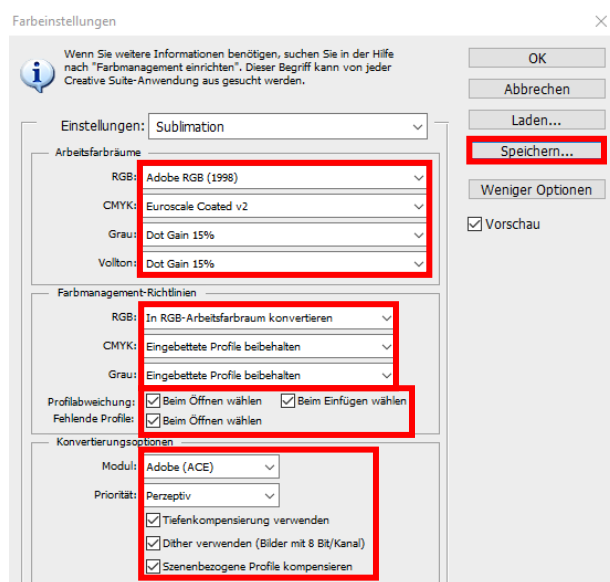 Farbeinstellungen
Wenn Sie weitere Informationen benötigen, suchen Sie in der Hilfe
nach "Farbmanagement einrichten". Dieser Begriff kann von jeder
Creative Suite-Anwendung aus gesucht werden.
Einstellungen: Sublimation
Arbeitsfarbräume
RGB: Adobe RGB (1998)
CMYK: Euroscale Coated v2
Grau: Dot Gain 15%
Vollton: Dot Gain 15%
Farbmanagement-Richtlinien
RGB: In RGB-Arbeitsfarbraum konvertieren
CMYK: Eingebettete Profile beibehalten
Grau: Eingebettete Profile beibehalten
Profilabweichung: Beim Öffnen wählen Beim Einfügen wählen
Fehlende Profile: Beim Öffnen wählen
Konvertierungsoptionen
Modul: Adobe (ACE)
Priorität: Perzeptiv
Tiefenkompensierung verwenden
Dither verwenden (Bilder mit 8 Bit/Kanal)
Szenenbezogene Profile kompensieren
OK
Abbrechen
Laden...
Speichern...
Weniger Optionen
Vorschau